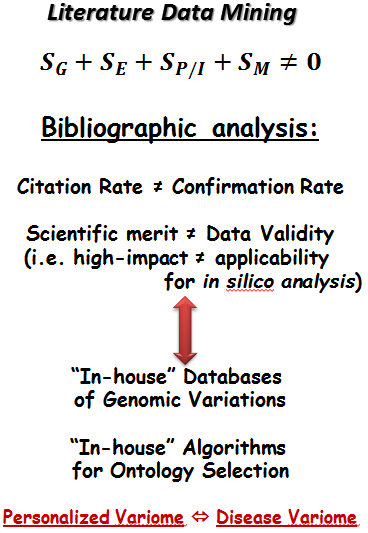 Literature Data Mining
S_G + S_E + S_P/I + S_M ≠ 0
Bibliographic analysis:
Citation Rate ≠ Confirmation Rate
Scientific merit ≠ Data Validity
(i.e. high-impact ≠ applicability
for in silico analysis)
“In-house” Databases
of Genomic Variations
“In-house” Algorithms
for Ontology Selection
Personalized Variome ⇔ Disease Variome